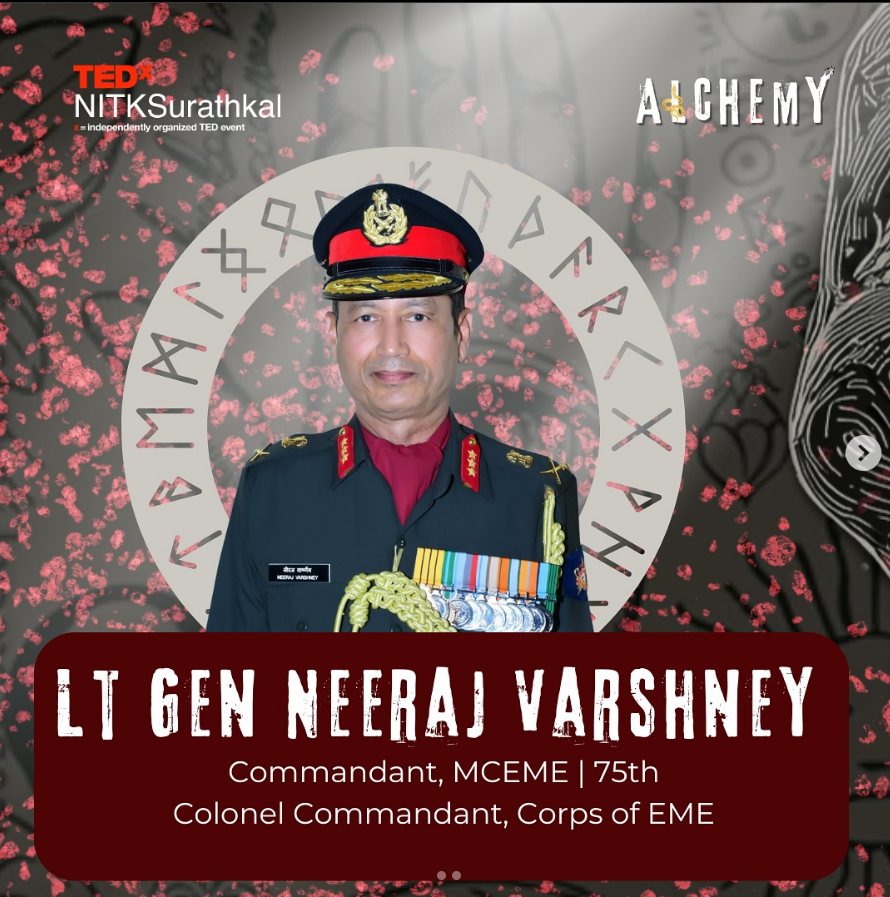 TEDx
NITKSurathkal
x = independently organized TED event
ALCHEMY
नीरज वार्ष्णेय
NEERAJ VARSHNEY
LT GEN NEERAJ VARSHNEY
Commandant, MCEME | 75th
Colonel Commandant, Corps of EME